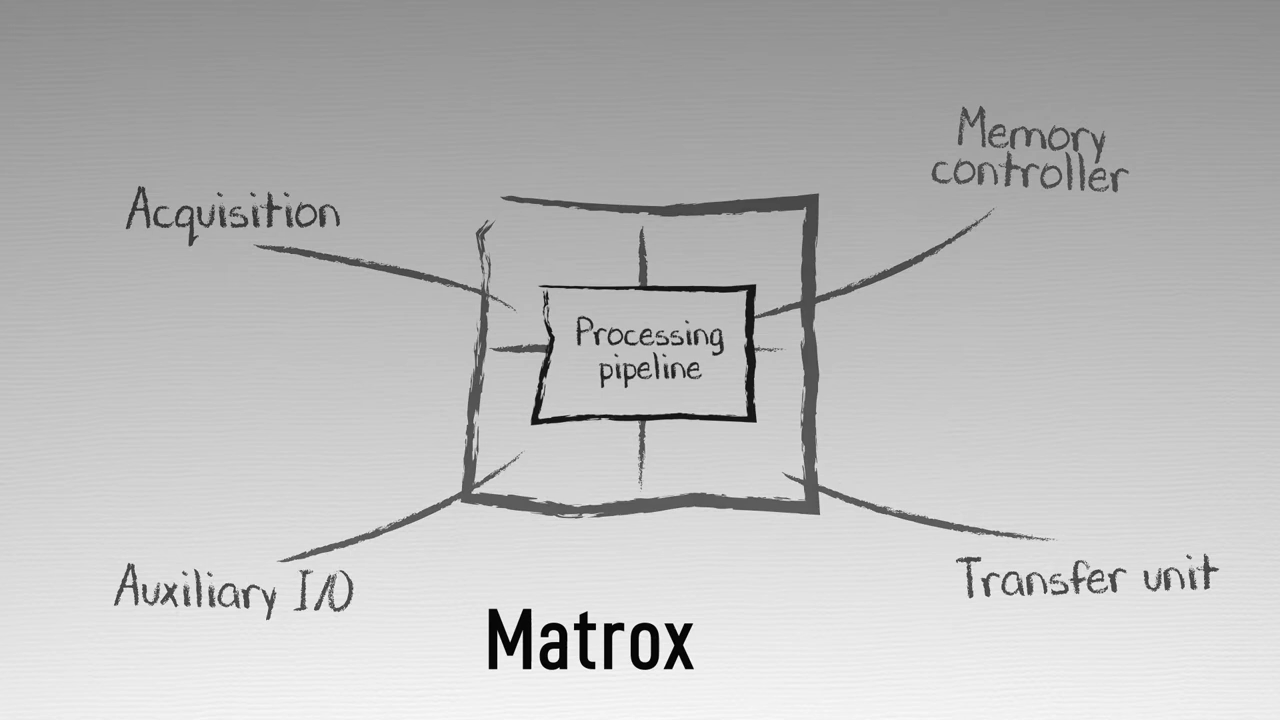 Memory
controller
Acquisition
Processing
pipeline
Auxiliary I/O
Transfer unit
Matrox